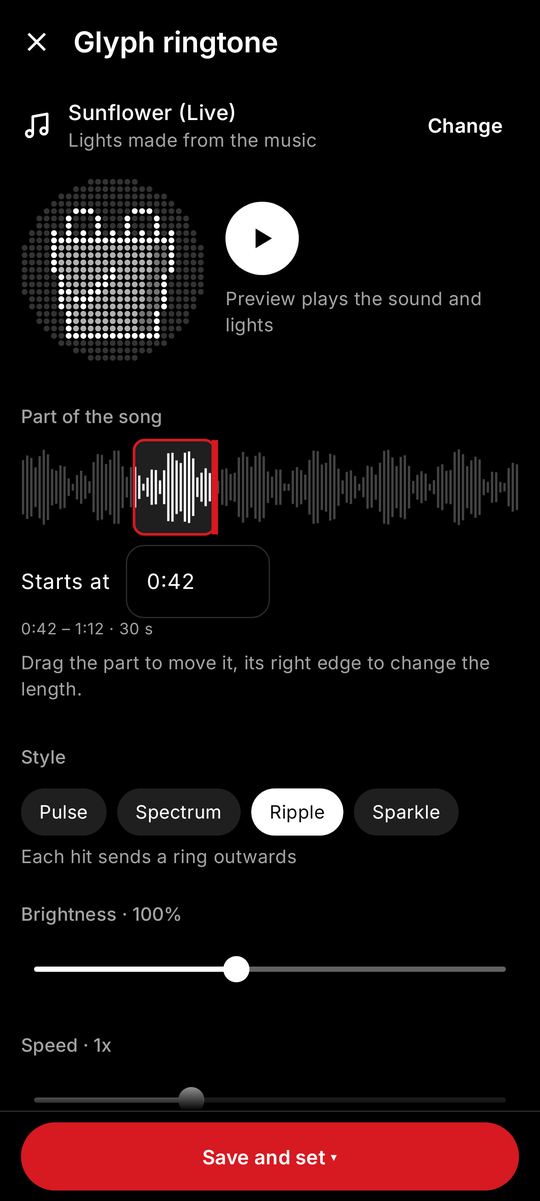 Glyph ringtone
Sunflower (Live)
Lights made from the music
Change
Preview plays the sound and
lights
Part of the song
Starts at
0:42
0:42 – 1:12 · 30 s
Drag the part to move it, its right edge to change the
length.
Style
Pulse
Spectrum
Ripple
Sparkle
Each hit sends a ring outwards
Brightness · 100%
Speed · 1x
Save and set